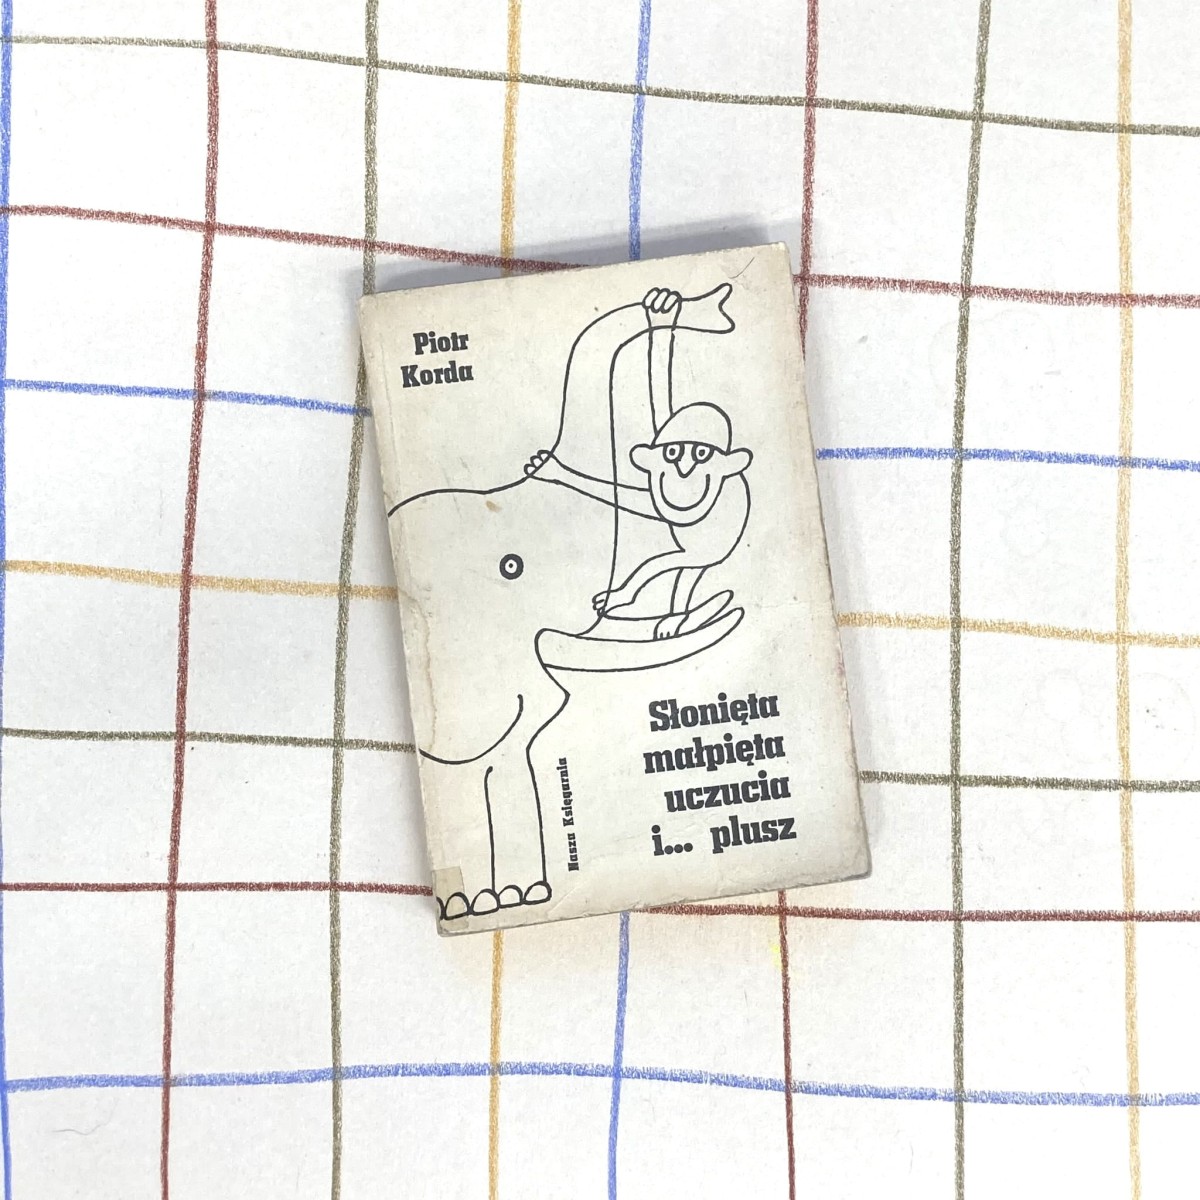 Piotr
Korda
Słonięta
małpięta
uczucia
i... plusz
Nasza Księgarnia